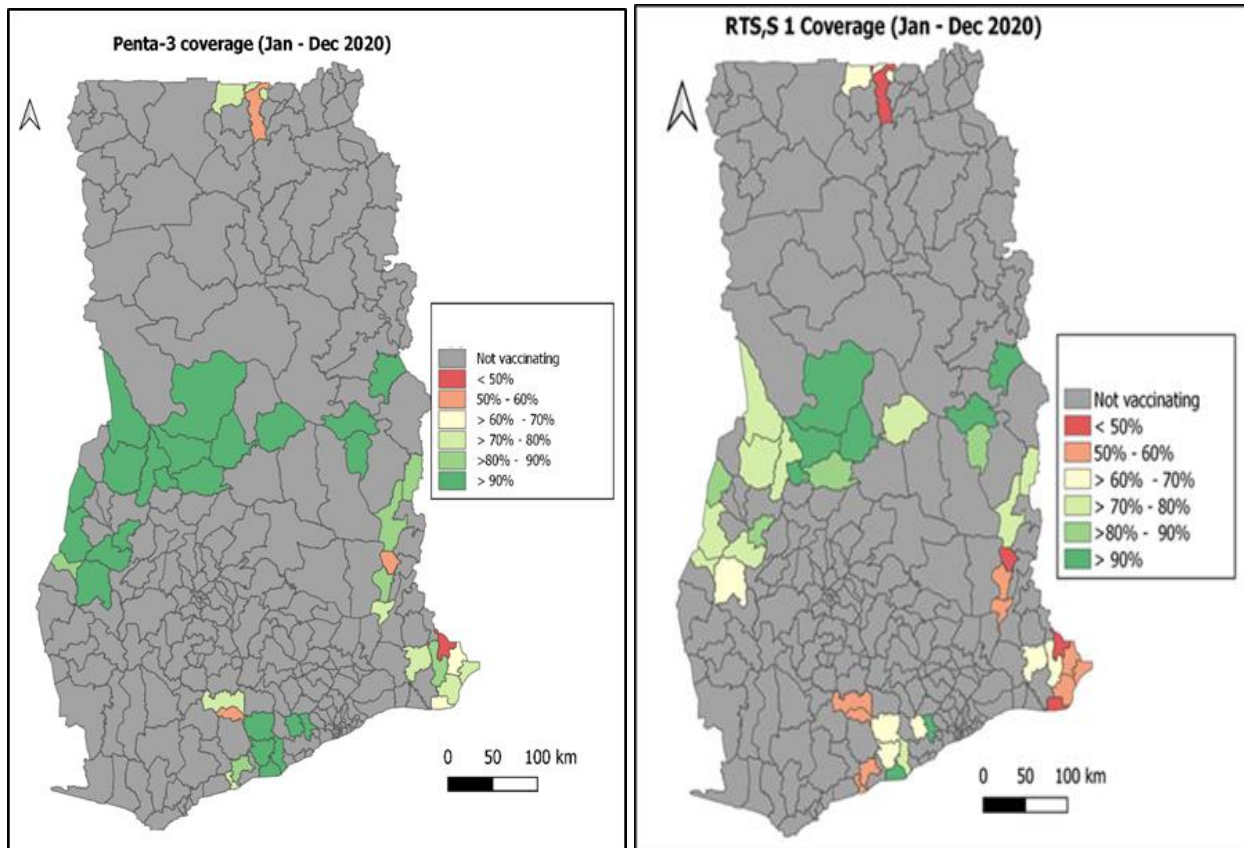 Penta-3 coverage (Jan - Dec 2020)
Not vaccinating
< 50%
50% - 60%
> 60% - 70%
> 70% - 80%
>80% - 90%
> 90%
0 50 100 km
RTS,S 1 Coverage (Jan - Dec 2020)
Not vaccinating
< 50%
50% - 60%
> 60% - 70%
> 70% - 80%
>80% - 90%
> 90%
0 50 100 km